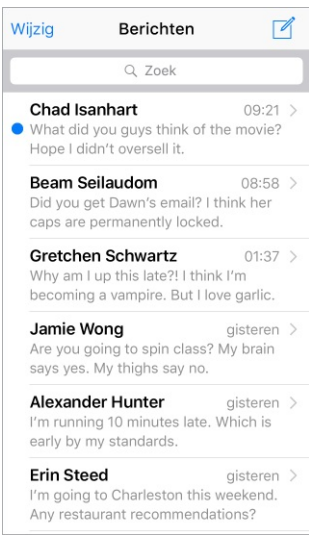 Wijzig Berichten
Zoek
Chad Isanhart 09:21
What did you guys think of the movie?
Hope I didn't oversell it.
Beam Seilaudom 08:58
Did you get Dawn's email? I think her
caps are permanently locked.
Gretchen Schwartz 01:37
Why am I up this late?! I think I'm
becoming a vampire. But I love garlic.
Jamie Wong gisteren
Are you going to spin class? My brain
says yes. My thighs say no.
Alexander Hunter gisteren
I'm running 10 minutes late. Which is
early by my standards.
Erin Steed gisteren
I'm going to Charleston this weekend.
Any restaurant recommendations?